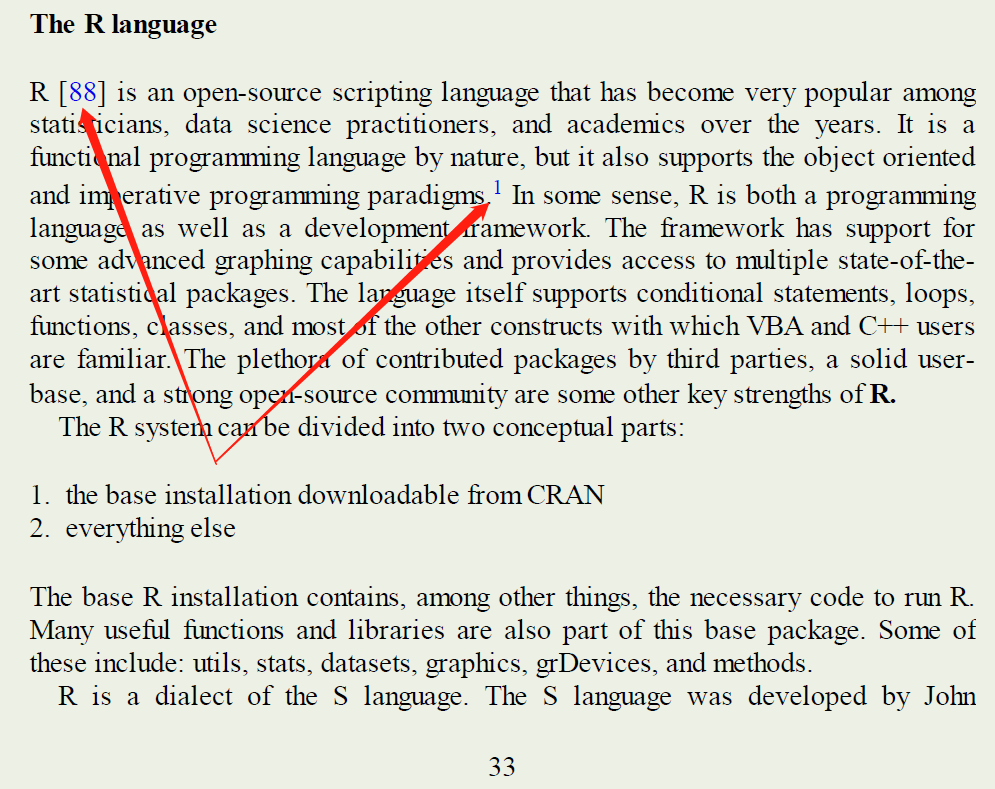 The R language
R [88] is an open-source scripting language that has become very popular among
statisticians, data science practitioners, and academics over the years. It is a
functional programming language by nature, but it also supports the object oriented
and imperative programming paradigms.1 In some sense, R is both a programming
language as well as a development framework. The framework has support for
some advanced graphing capabilities and provides access to multiple state-of-the-
art statistical packages. The language itself supports conditional statements, loops,
functions, classes, and most of the other constructs with which VBA and C++ users
are familiar. The plethora of contributed packages by third parties, a solid user-
base, and a strong open-source community are some other key strengths of R.
The R system can be divided into two conceptual parts:
1. the base installation downloadable from CRAN
2. everything else
The base R installation contains, among other things, the necessary code to run R.
Many useful functions and libraries are also part of this base package. Some of
these include: utils, stats, datasets, graphics, grDevices, and methods.
R is a dialect of the S language. The S language was developed by John
33